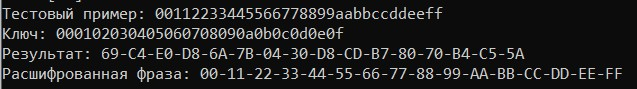 Тестовый пример: 00112233445566778899aabbccddeeff
Ключ: 000102030405060708090a0b0c0d0e0f
Результат: 69-C4-E0-D8-6A-7B-04-30-D8-CD-B7-80-70-B4-C5-5A
Расшифрованная фраза: 00-11-22-33-44-55-66-77-88-99-AA-BB-CC-DD-EE-FF